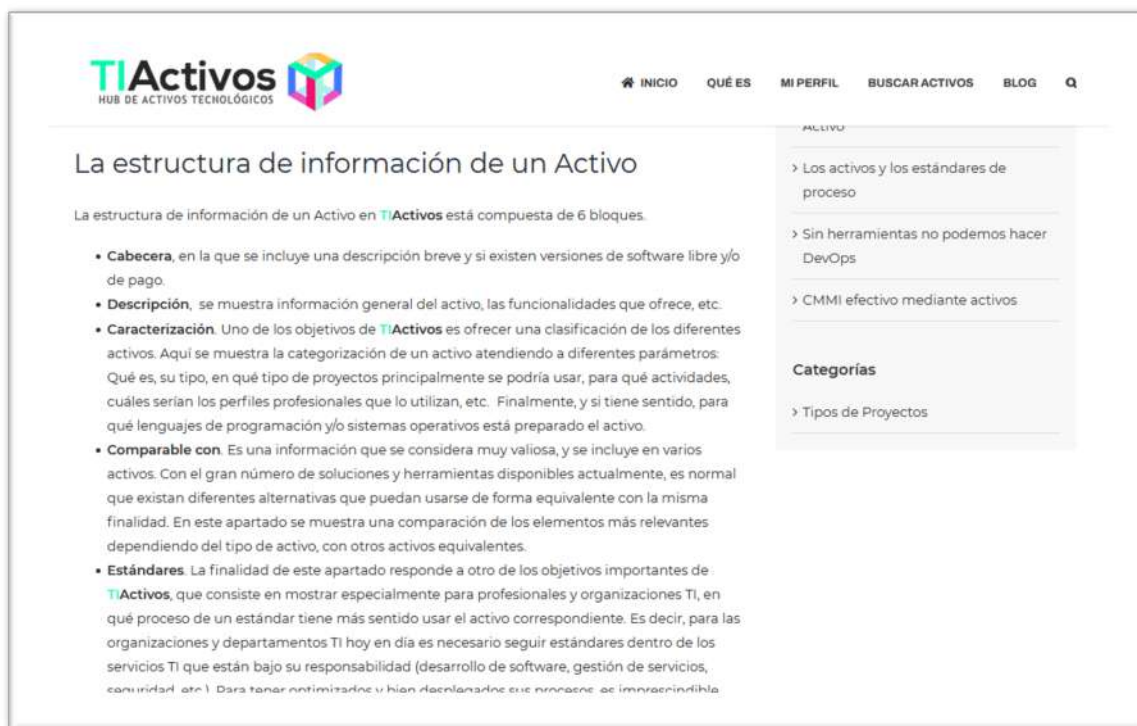 TIActivos
HUB DE ACTIVOS TECNOLÓGICOS
INICIO QUÉ ES MI PERFIL BUSCAR ACTIVOS BLOG
La estructura de información de un Activo
La estructura de información de un Activo en TIActivos está compuesta de 6 bloques.
• Cabecera, en la que se incluye una descripción breve y si existen versiones de software libre y/o
de pago.
• Descripción, se muestra información general del activo, las funcionalidades que ofrece, etc.
• Caracterización. Uno de los objetivos de TIActivos es ofrecer una clasificación de los diferentes
activos. Aquí se muestra la categorización de un activo atendiendo a diferentes parámetros:
Qué es, su tipo, en qué tipo de proyectos principalmente se podría usar, para qué actividades,
cuáles serían los perfiles profesionales que lo utilizan, etc. Finalmente, y si tiene sentido, para
qué lenguajes de programación y/o sistemas operativos está preparado el activo.
• Comparable con. Es una información que se considera muy valiosa, y se incluye en varios
activos. Con el gran número de soluciones y herramientas disponibles actualmente, es normal
que existan diferentes alternativas que puedan usarse de forma equivalente con la misma
finalidad. En este apartado se muestra una comparación de los elementos más relevantes
dependiendo del tipo de activo, con otros activos equivalentes.
• Estándares. La finalidad de este apartado responde a otro de los objetivos importantes de
TIActivos, que consiste en mostrar especialmente para profesionales y organizaciones TI, en
qué proceso de un estándar tiene más sentido usar el activo correspondiente. Es decir, para las
organizaciones y departamentos TI hoy en día es necesario seguir estándares dentro de los
servicios TI que están bajo su responsabilidad (desarrollo de software, gestión de servicios,
seguridad, etc.). Para tener optimizados y bien desplegados sus procesos, es imprescindible
Activo
> Los activos y los estándares de
proceso
> Sin herramientas no podemos hacer
DevOps
> CMMI efectivo mediante activos
Categorías
> Tipos de Proyectos